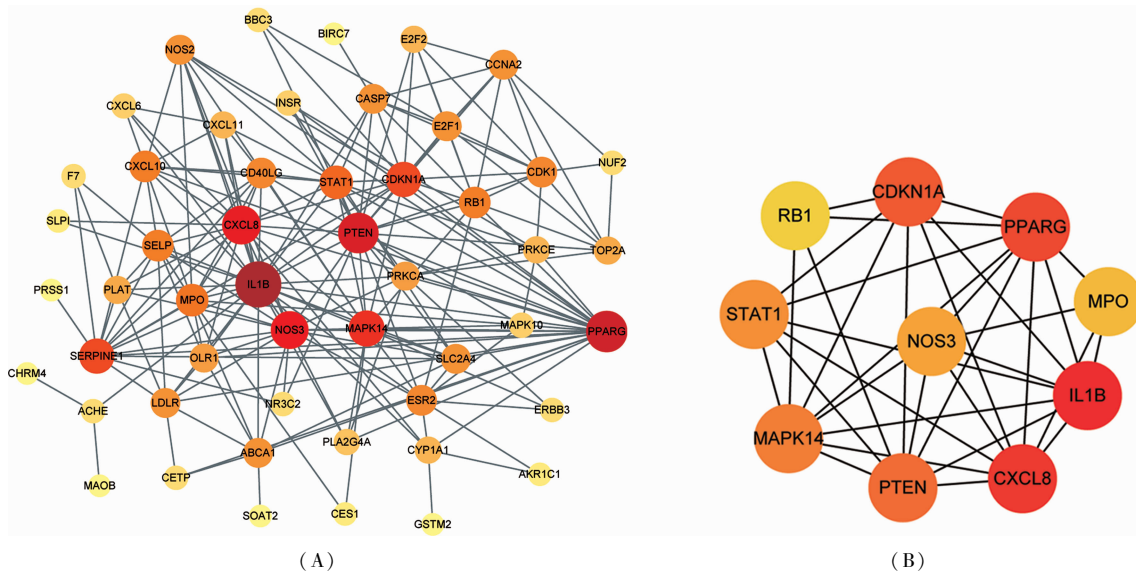 BBC3
BIRC7
E2F2
NOS2
CCNA2
CXCL6
INSR
CASP7
CXCL11
E2F1
F7
CXCL10
CD40LG
STAT1
CDKN1A
CDK1
NUF2
SLPI
RB1
CXCL8
PTEN
SELP
PRKCE
TOP2A
PRSS1
PLAT
IL1B
PRKCA
MPO
NOS3
MAPK14
MAPK10
PPARG
SERPINE1
OLR1
SLC2A4
CHRM4
ACHE
LDLR
NR3C2
ESR2
ERBB3
PLA2G4A
CYP1A1
ABCA1
CETP
AKR1C1
MAOB
SOAT2
CES1
GSTM2
(A)
CDKN1A
RB1
PPARG
MPO
STAT1
NOS3
IL1B
MAPK14
PTEN
CXCL8
(B)